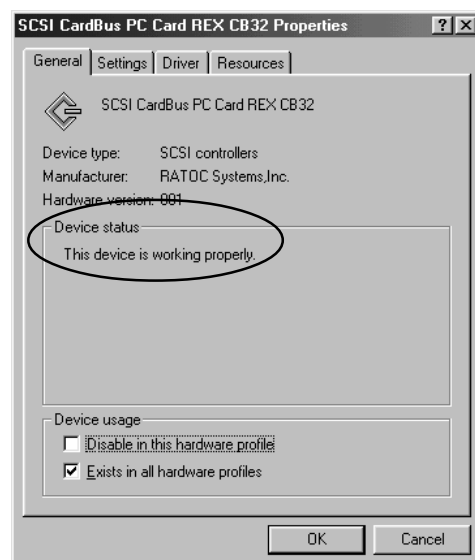 SCSI CardBus PC Card REX CB32 Properties
General Settings Driver Resources
SCSI CardBus PC Card REX CB32
Device type: SCSI controllers
Manufacturer: RATOC Systems,Inc.
Hardware version: 001
Device status
This device is working properly.
Device usage
Disable in this hardware profile
Exists in all hardware profiles
OK Cancel